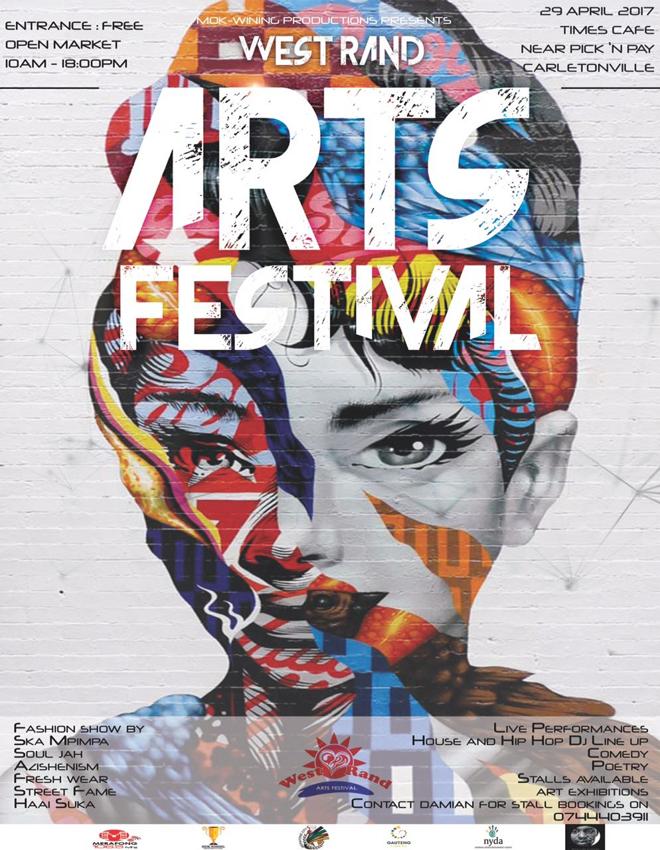 MOK-WINING PRODUCTIONS PRESENTS
WEST RAND
ARTS
FESTIVAL
ENTRANCE : FREE
OPEN MARKET
10AM - 18:00PM
29 APRIL 2017
TIMES CAFE
NEAR PICK 'N PAY
CARLETONVILLE
FASHION SHOW BY
SKA MPIMPA
SOUL JAH
AZISHENISM
FRESH WEAR
STREET FAME
HAAI SUKA
West Rand
ARTS FESTIVAL
LIVE PERFORMANCES
HOUSE AND HIP HOP DJ LINE UP
COMEDY
POETRY
STALLS AVAILABLE
ART EXHIBITIONS
CONTACT DAMIAN FOR STALL BOOKINGS ON
0744403911
MERAFONG
GAUTENG
nyda